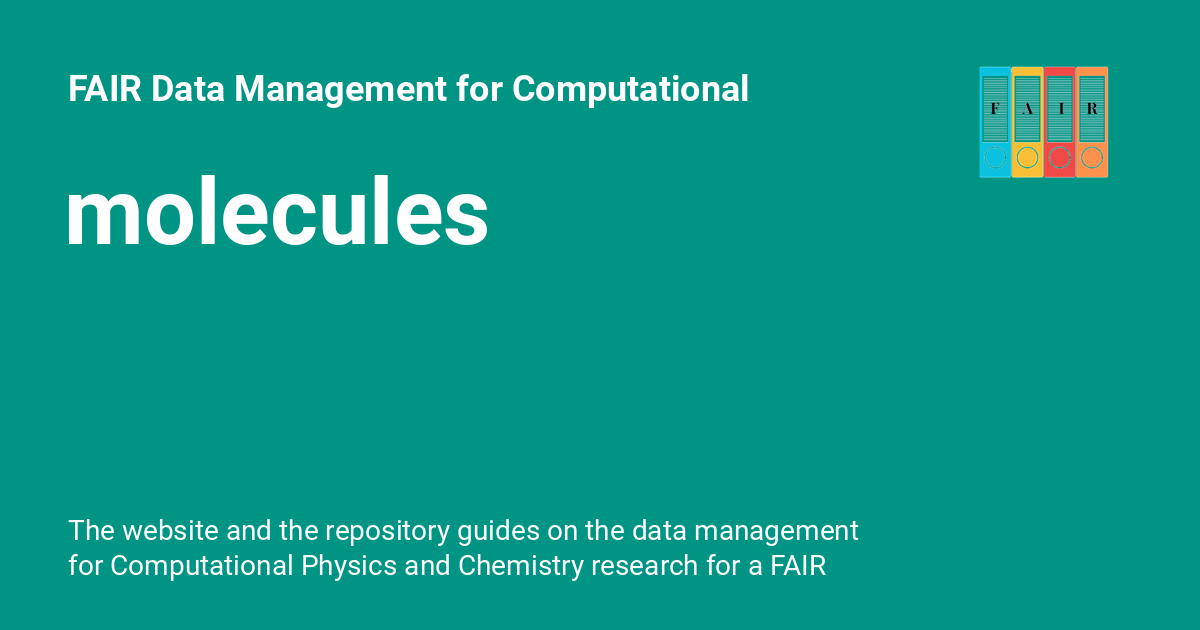 FAIR Data Management for Computational
F A I R
molecules
The website and the repository guides on the data management
for Computational Physics and Chemistry research for a FAIR